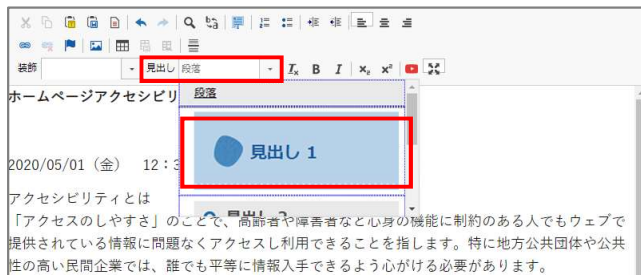 装飾 見出し 段落 Tx B I x₂ x²
ホームページアクセシビリ
段落
見出し 1
2020/05/01（金） 12：3
見出し 2
アクセシビリティとは
「アクセスのしやすさ」のことで、高齢者や障害者など心身の機能に制約のある人でもウェブで
提供されている情報に問題なくアクセスし利用できることを指します。特に地方公共団体や公共
性の高い民間企業では、誰でも平等に情報入手できるよう心がける必要があります。